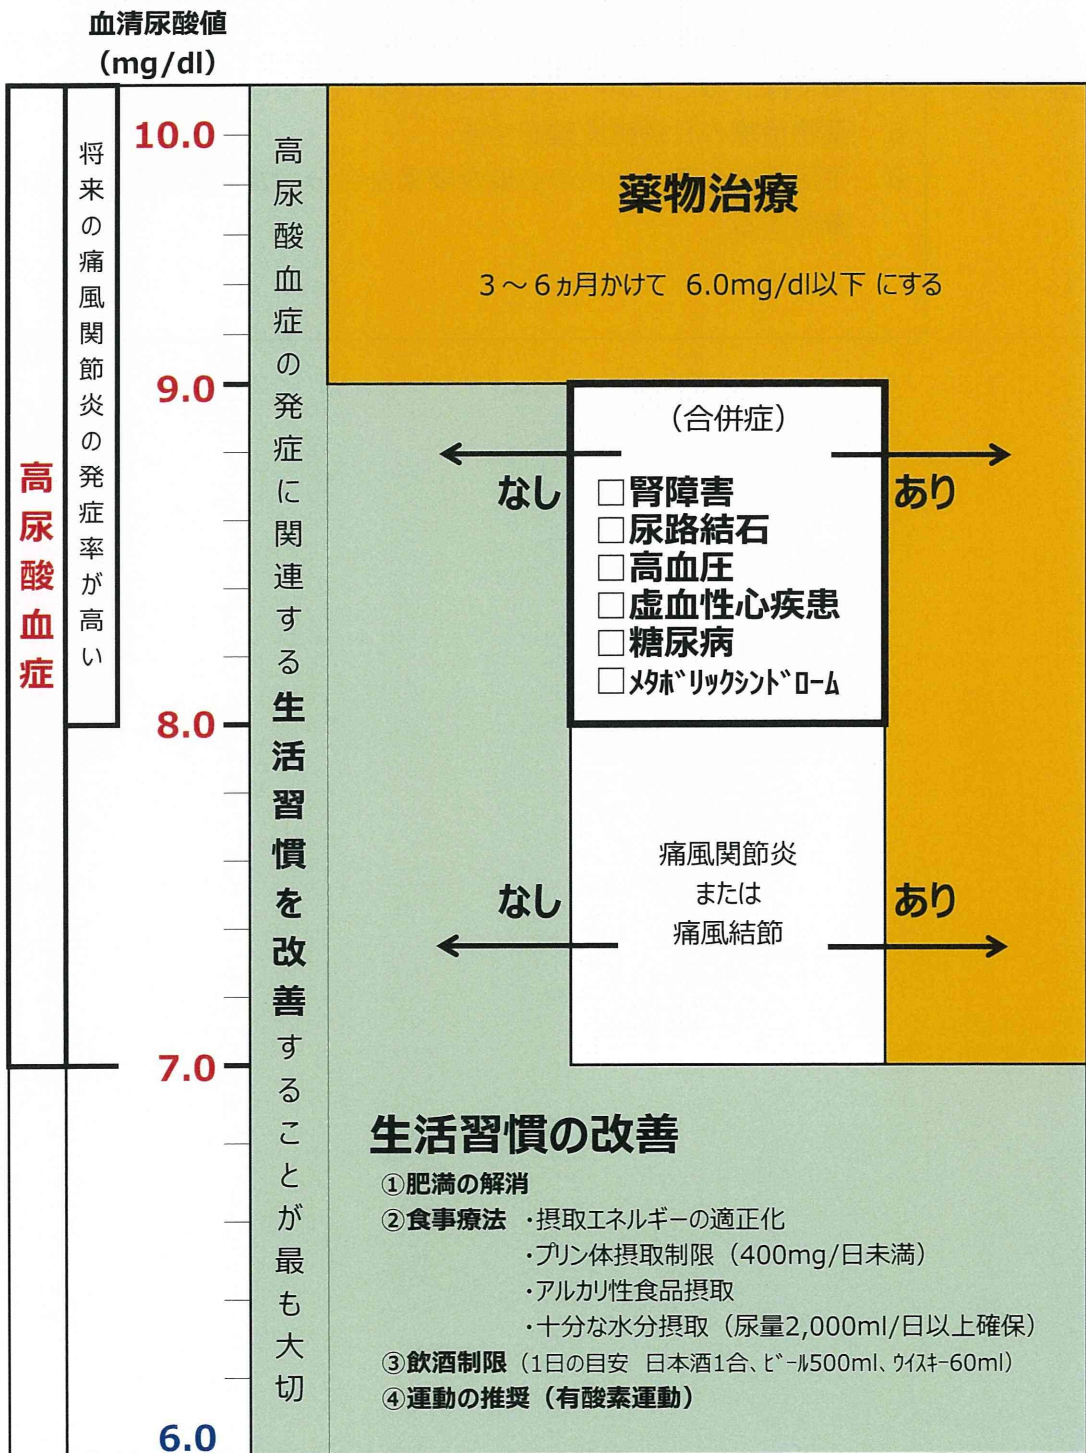 血清尿酸値
（mg/dl）
高尿酸血症
将来の痛風関節炎の発症率が高い
10.0
9.0
8.0
7.0
6.0
高尿酸血症の発症に関連する生活習慣を改善することが最も大切
薬物治療
3～6ヵ月かけて 6.0mg/dl以下 にする
（合併症）
なし
あり
□腎障害
□尿路結石
□高血圧
□虚血性心疾患
□糖尿病
□ﾒﾀﾎﾞﾘックｼﾝﾄﾞﾛｰﾑ
痛風関節炎
または
痛風結節
なし
あり
生活習慣の改善
①肥満の解消
②食事療法 ・摂取エネルギーの適正化
・プリン体摂取制限（400mg/日未満）
・アルカリ性食品摂取
・十分な水分摂取（尿量2,000ml/日以上確保）
③飲酒制限（1日の目安 日本酒1合、ﾋﾞｰﾙ500ml、ｳｲｽｷｰ60ml）
④運動の推奨（有酸素運動）